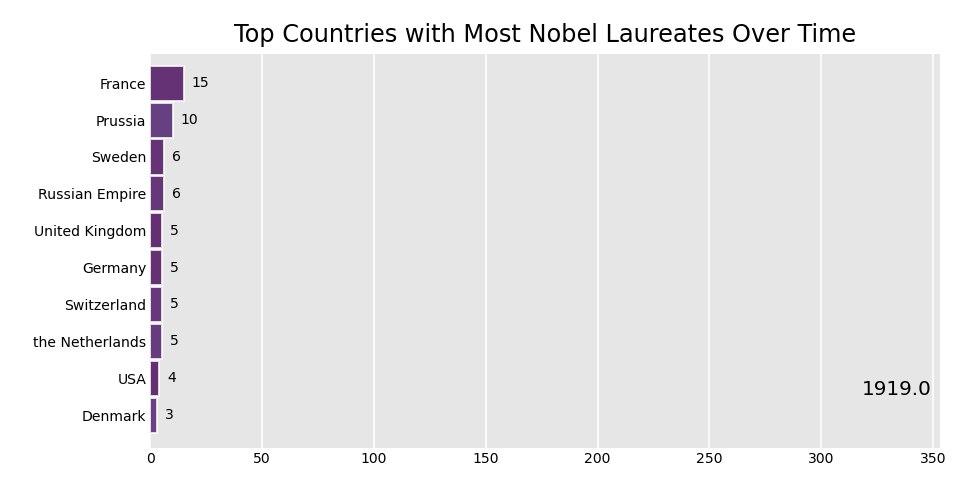 Top Countries with Most Nobel Laureates Over Time
France 15
Prussia 10
Sweden 6
Russian Empire 6
United Kingdom 5
Germany 5
Switzerland 5
the Netherlands 5
USA 4
1919.0
Denmark 3
0 50 100 150 200 250 300 350